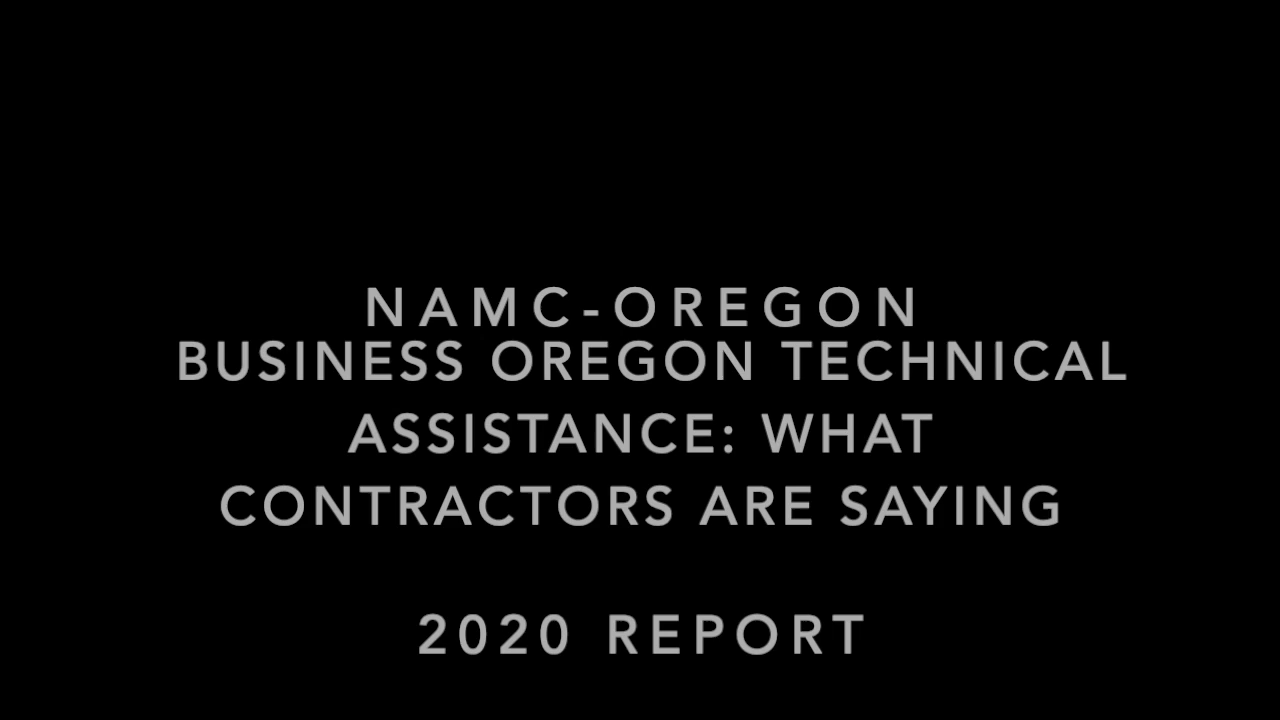 NAMC-OREGON
BUSINESS OREGON TECHNICAL
ASSISTANCE: WHAT
CONTRACTORS ARE SAYING
2020 REPORT